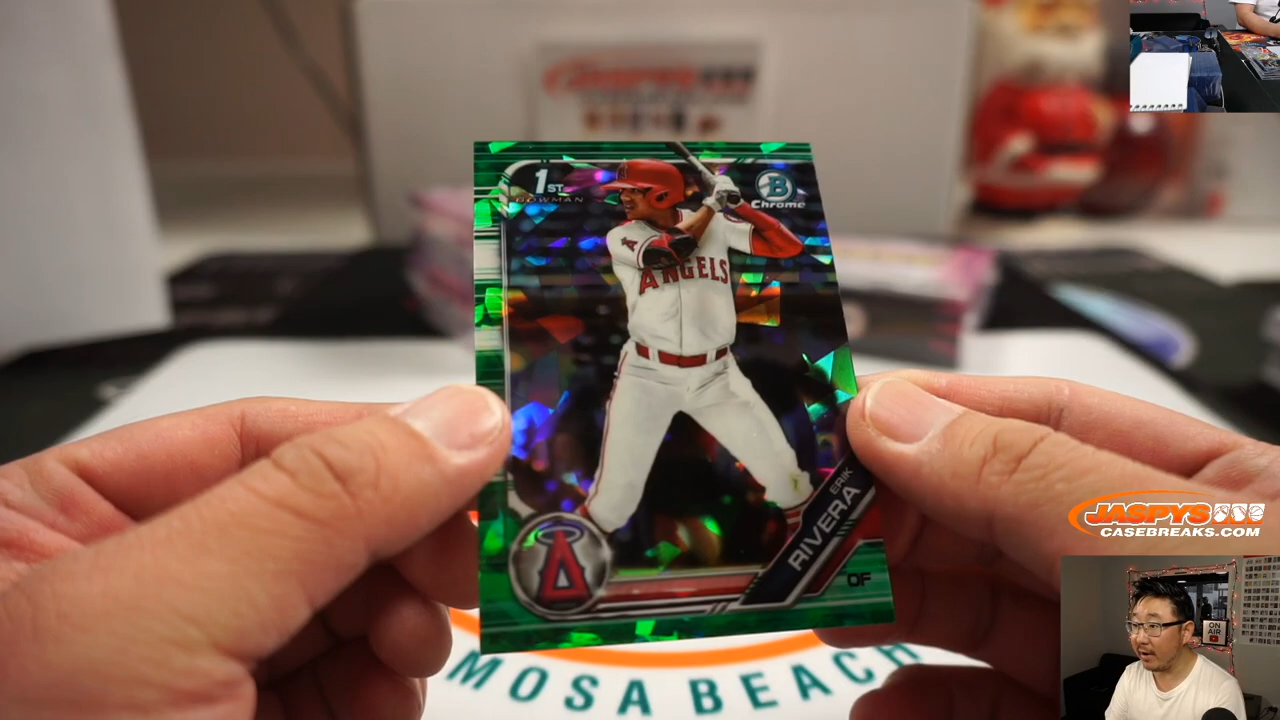 1ST
BOWMAN
B
Chrome
A
ANGELS
ERIK
RIVERA
OF
A
MOSA BEACH
JASPYS
CASEBREAKS.COM
ON
AIR